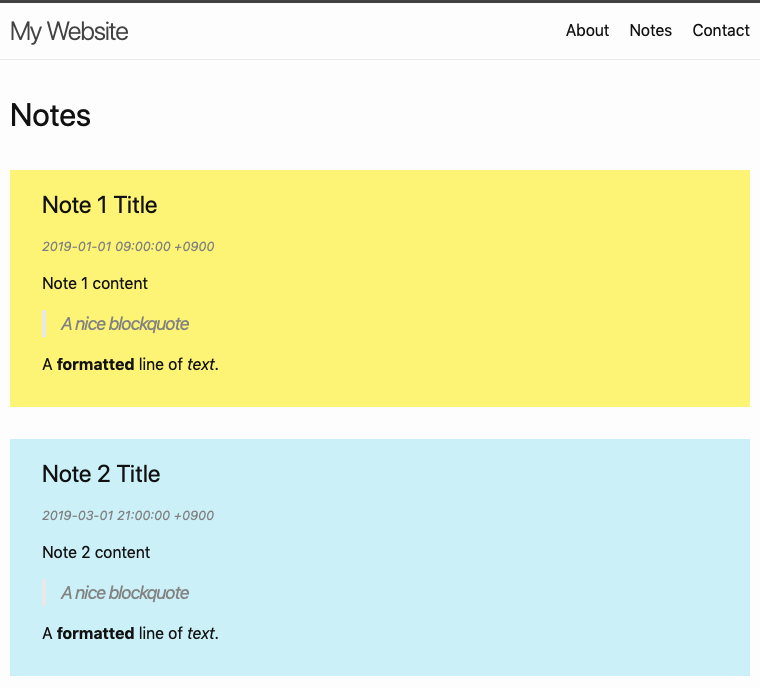 My Website
About Notes Contact
Notes
Note 1 Title
2019-01-01 09:00:00 +0900
Note 1 content
A nice blockquote
A formatted line of text.
Note 2 Title
2019-03-01 21:00:00 +0900
Note 2 content
A nice blockquote
A formatted line of text.